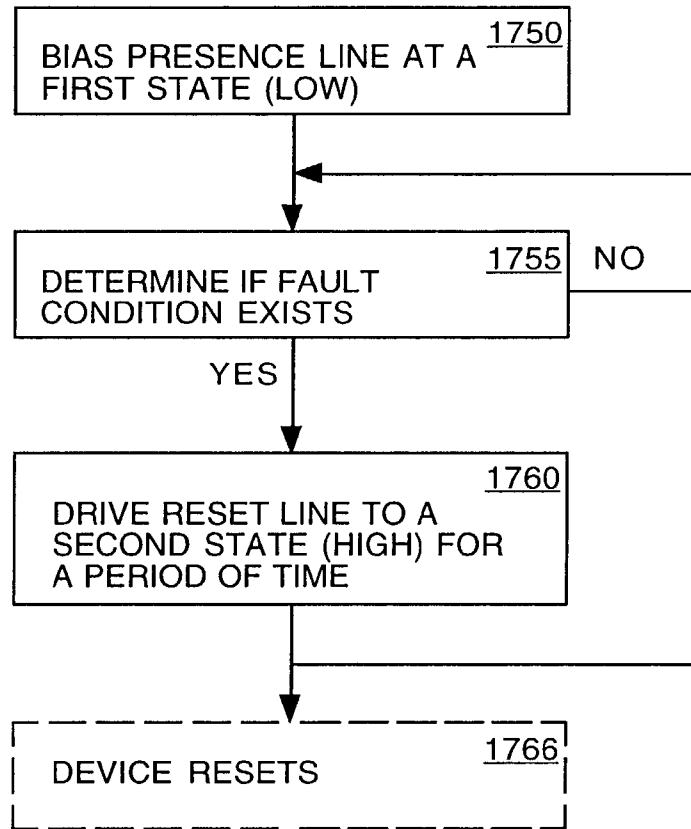 1750
BIAS PRESENCE LINE AT A
FIRST STATE (LOW)
1755
NO
DETERMINE IF FAULT
CONDITION EXISTS
YES
1760
DRIVE RESET LINE TO A
SECOND STATE (HIGH) FOR
A PERIOD OF TIME
1766
DEVICE RESETS